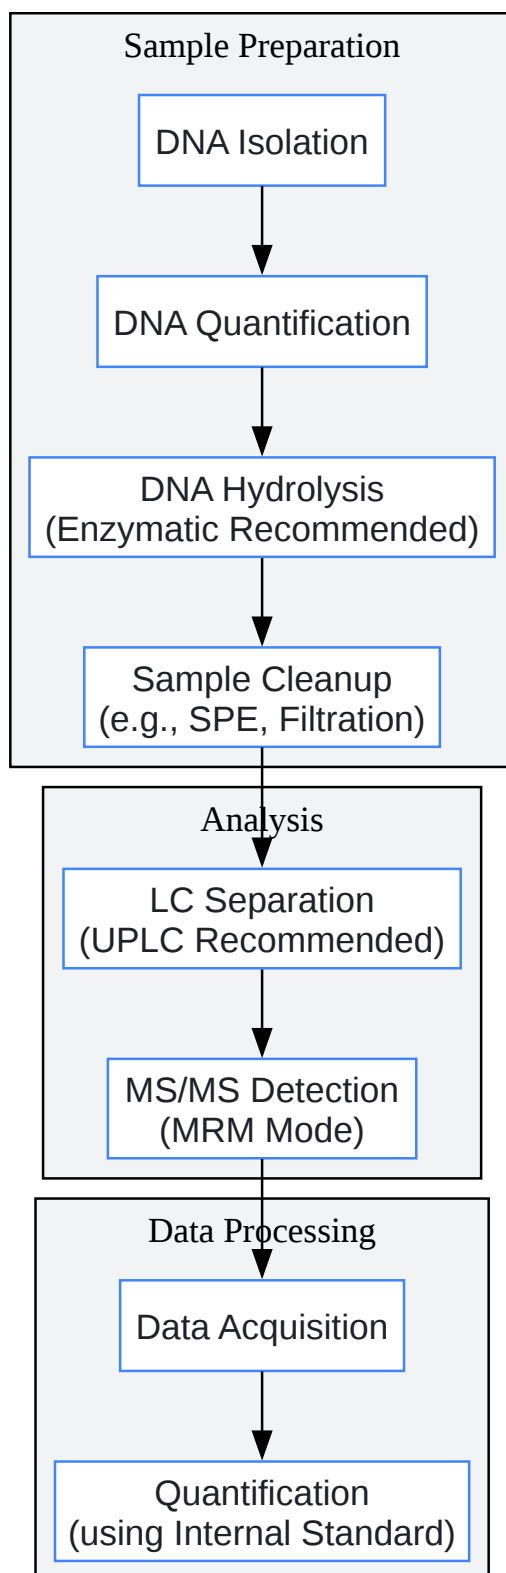 Sample Preparation
DNA Isolation
DNA Quantification
DNA Hydrolysis
(Enzymatic Recommended)
Sample Cleanup
(e.g., SPE, Filtration)
Analysis
LC Separation
(UPLC Recommended)
MS/MS Detection
(MRM Mode)
Data Processing
Data Acquisition
Quantification
(using Internal Standard)